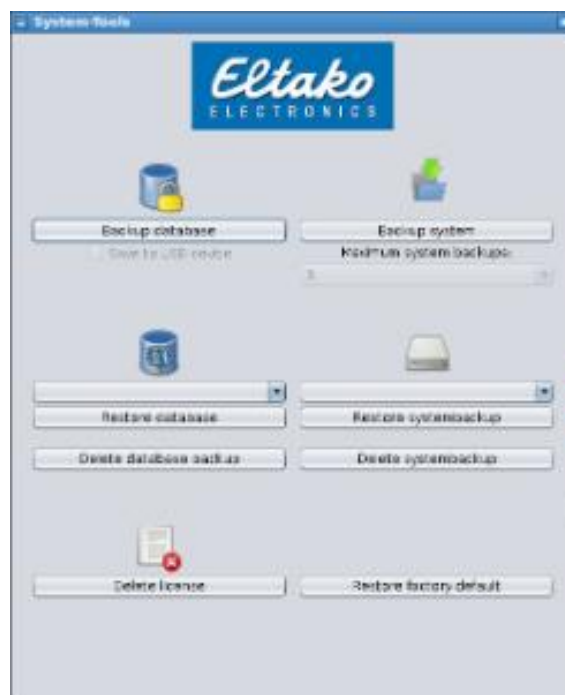 System-Tools
Eltako
ELECTRONICS
Backup database
Backup system
Save to USB device
Maximum system backups:
Restore database
Restore systembackup
Delete database backup
Delete systembackup
Delete license
Restore factory default